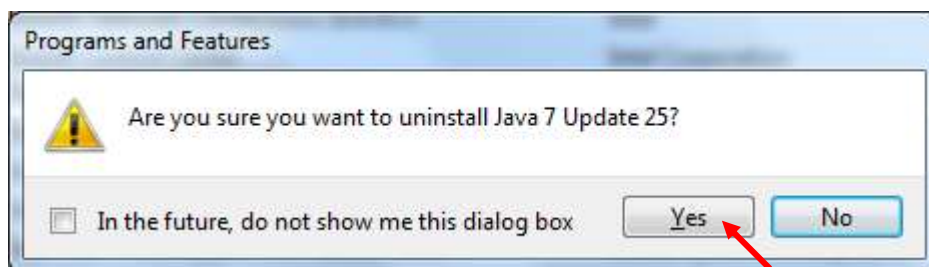 Programs and Features
Are you sure you want to uninstall Java 7 Update 25?
In the future, do not show me this dialog box
Yes
No